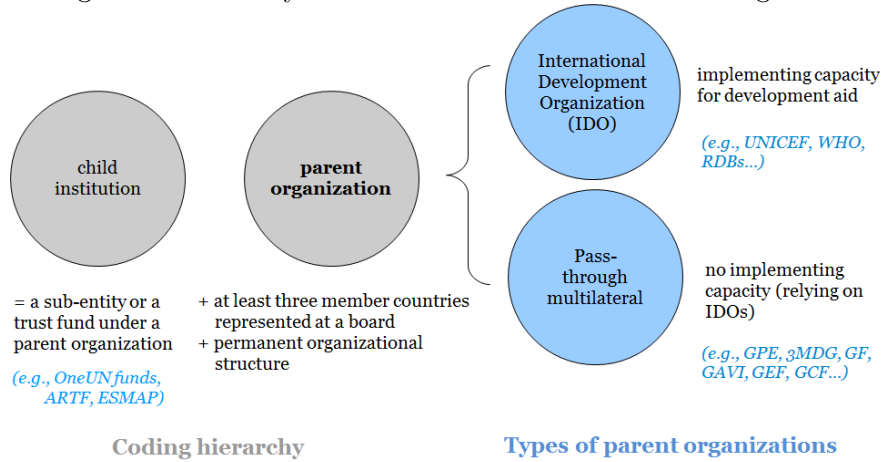 child
institution
parent
organization
International
Development
Organization
(IDO)
implementing capacity
for development aid
(e.g., UNICEF, WHO,
RDBs...)
Pass-
through
multilateral
no implementing
capacity (relying on
IDOs)
(e.g., GPE, 3MDG, GF,
GAVI, GEF, GCF...)
= a sub-entity or a
trust fund under a
parent organization
(e.g., OneUN funds,
ARTF, ESMAP)
+ at least three member countries
represented at a board
+ permanent organizational
structure
Coding hierarchy
Types of parent organizations